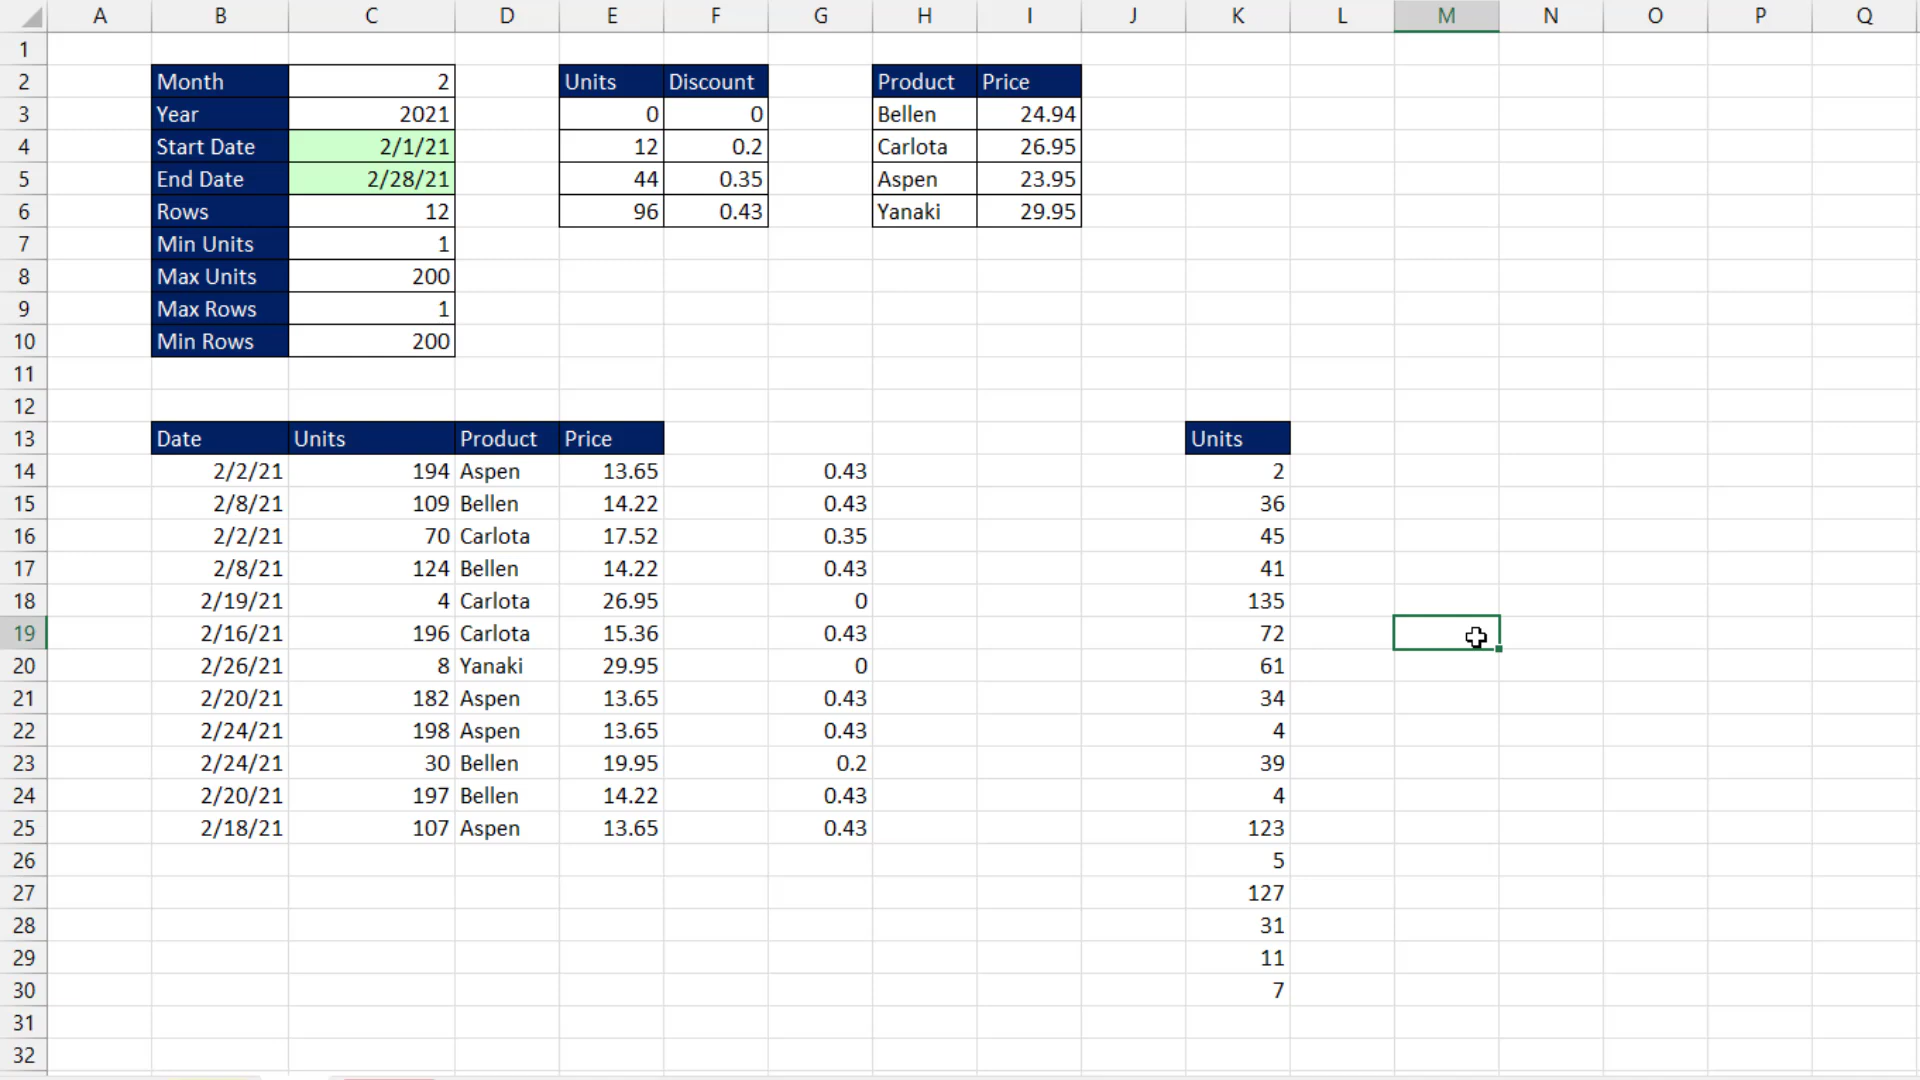 A B C D E F G H I J K L M N O P Q
1
2 Month 2 Units Discount Product Price
3 Year 2021 0 0 Bellen 24.94
4 Start Date 2/1/21 12 0.2 Carlota 26.95
5 End Date 2/28/21 44 0.35 Aspen 23.95
6 Rows 12 96 0.43 Yanaki 29.95
7 Min Units 1
8 Max Units 200
9 Max Rows 1
10 Min Rows 200
11
12
13 Date Units Product Price Units
14 2/2/21 194 Aspen 13.65 0.43 2
15 2/8/21 109 Bellen 14.22 0.43 36
16 2/2/21 70 Carlota 17.52 0.35 45
17 2/8/21 124 Bellen 14.22 0.43 41
18 2/19/21 4 Carlota 26.95 0 135
19 2/16/21 196 Carlota 15.36 0.43 72
20 2/26/21 8 Yanaki 29.95 0 61
21 2/20/21 182 Aspen 13.65 0.43 34
22 2/24/21 198 Aspen 13.65 0.43 4
23 2/24/21 30 Bellen 19.95 0.2 39
24 2/20/21 197 Bellen 14.22 0.43 4
25 2/18/21 107 Aspen 13.65 0.43 123
26 5
27 127
28 31
29 11
30 7
31
32